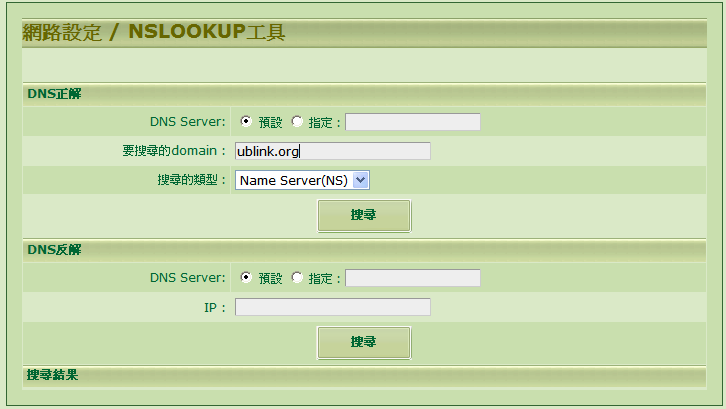 網路設定 / NSLOOKUP工具
DNS正解
DNS Server: 預設 指定：
要搜尋的domain： ublink.org
搜尋的類型： Name Server(NS)
搜尋
DNS反解
DNS Server: 預設 指定：
IP：
搜尋
搜尋結果